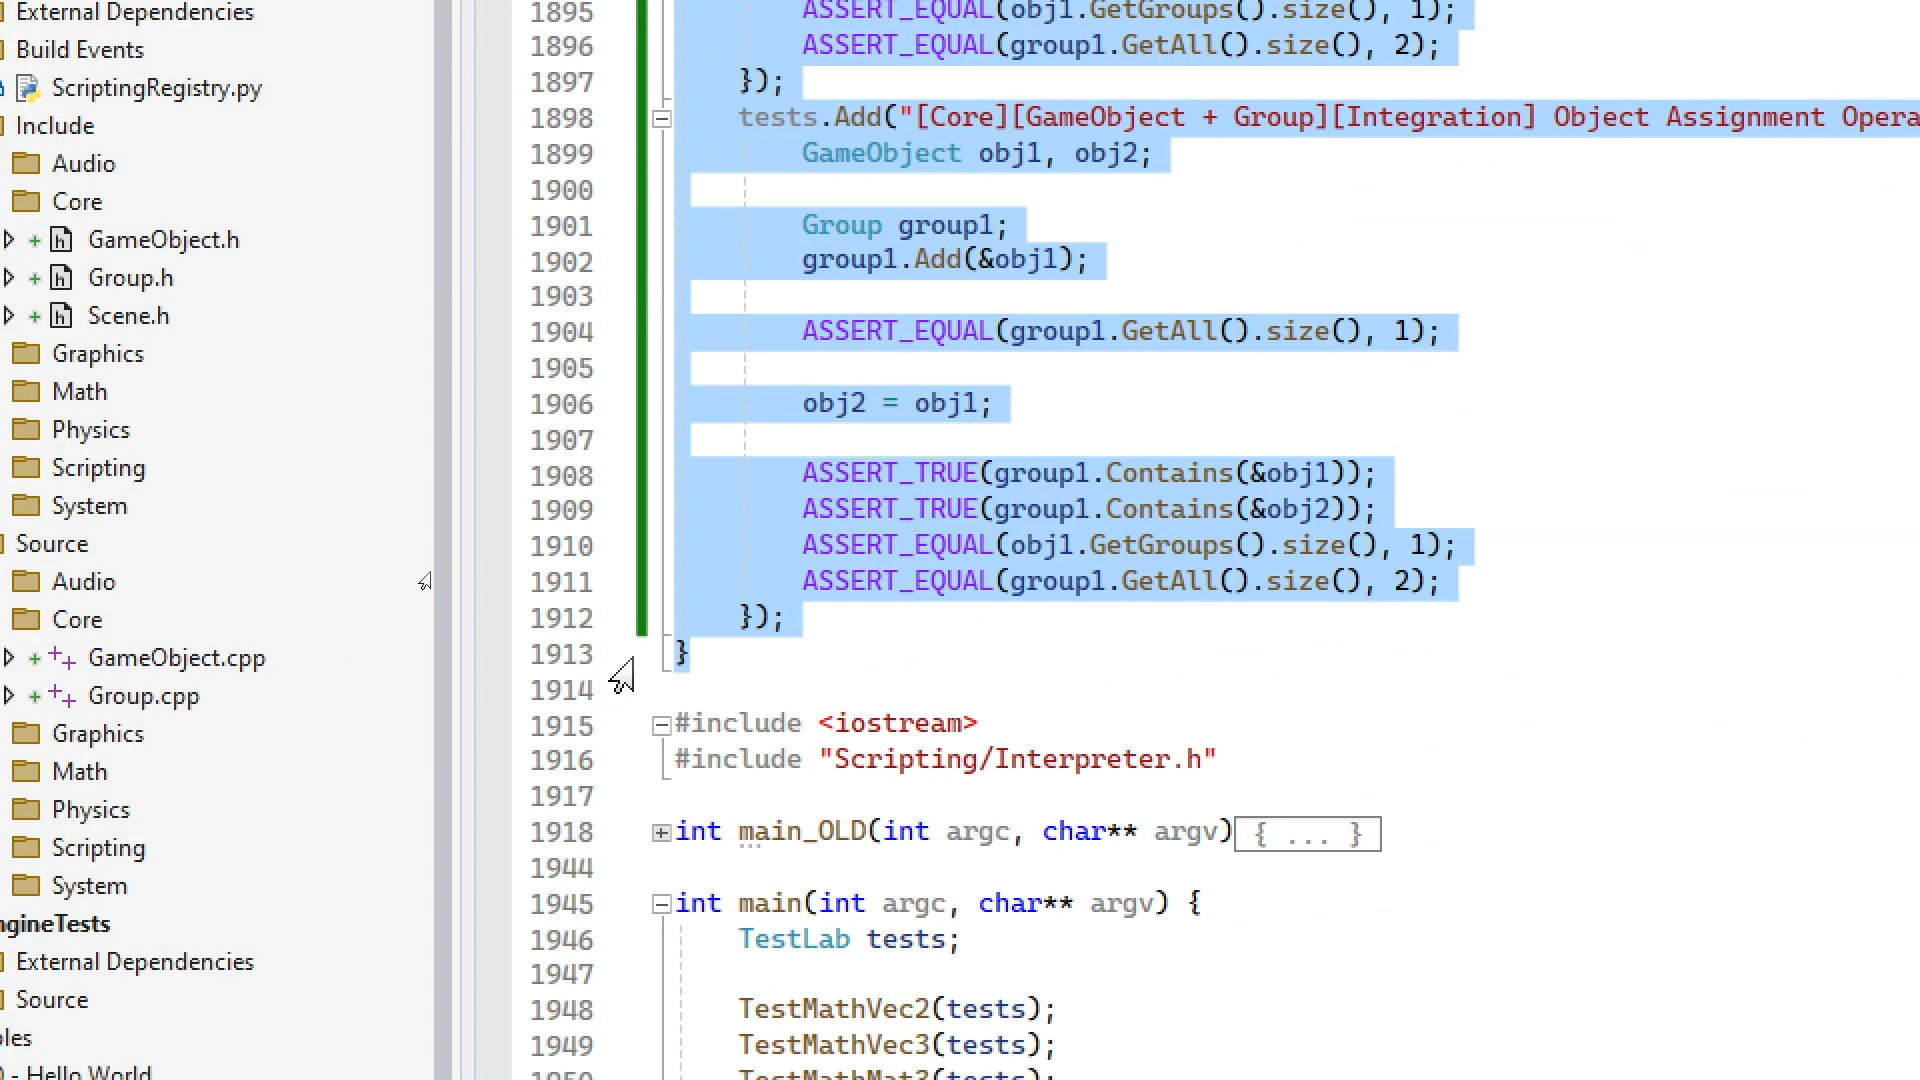 External Dependencies
Build Events
ScriptingRegistry.py
Include
Audio
Core
GameObject.h
Group.h
Scene.h
Graphics
Math
Physics
Scripting
System
Source
Audio
Core
GameObject.cpp
Group.cpp
Graphics
Math
Physics
Scripting
System
ngineTests
External Dependencies
Source
- Hello World
1895 ASSERT_EQUAL(obj1.GetGroups().size(), 1);
1896 ASSERT_EQUAL(group1.GetAll().size(), 2);
1897 });
1898 tests.Add("[Core][GameObject + Group][Integration] Object Assignment Opera
1899 GameObject obj1, obj2;
1900
1901 Group group1;
1902 group1.Add(&obj1);
1903
1904 ASSERT_EQUAL(group1.GetAll().size(), 1);
1905
1906 obj2 = obj1;
1907
1908 ASSERT_TRUE(group1.Contains(&obj1));
1909 ASSERT_TRUE(group1.Contains(&obj2));
1910 ASSERT_EQUAL(obj1.GetGroups().size(), 1);
1911 ASSERT_EQUAL(group1.GetAll().size(), 2);
1912 });
1913 }
1914
1915 #include <iostream>
1916 #include "Scripting/Interpreter.h"
1917
1918 int main_OLD(int argc, char** argv){ ... }
1944
1945 int main(int argc, char** argv) {
1946 TestLab tests;
1947
1948 TestMathVec2(tests);
1949 TestMathVec3(tests);
1950 TestMathMat3(tests);